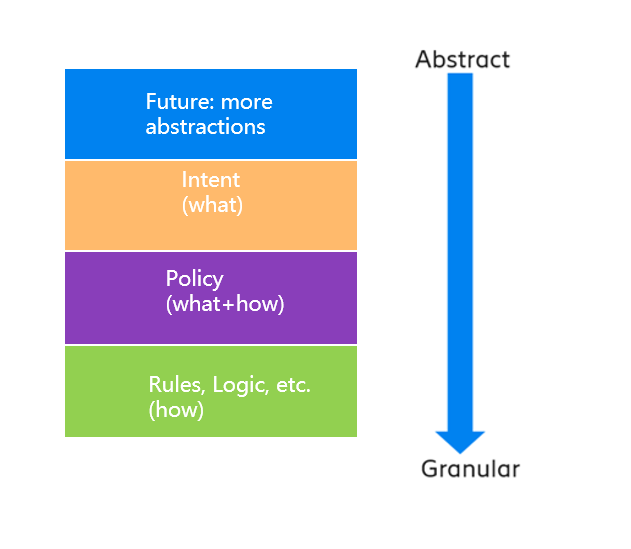 Abstract
Future: more
abstractions
Intent
(what)
Policy
(what+how)
Rules, Logic, etc.
(how)
Granular